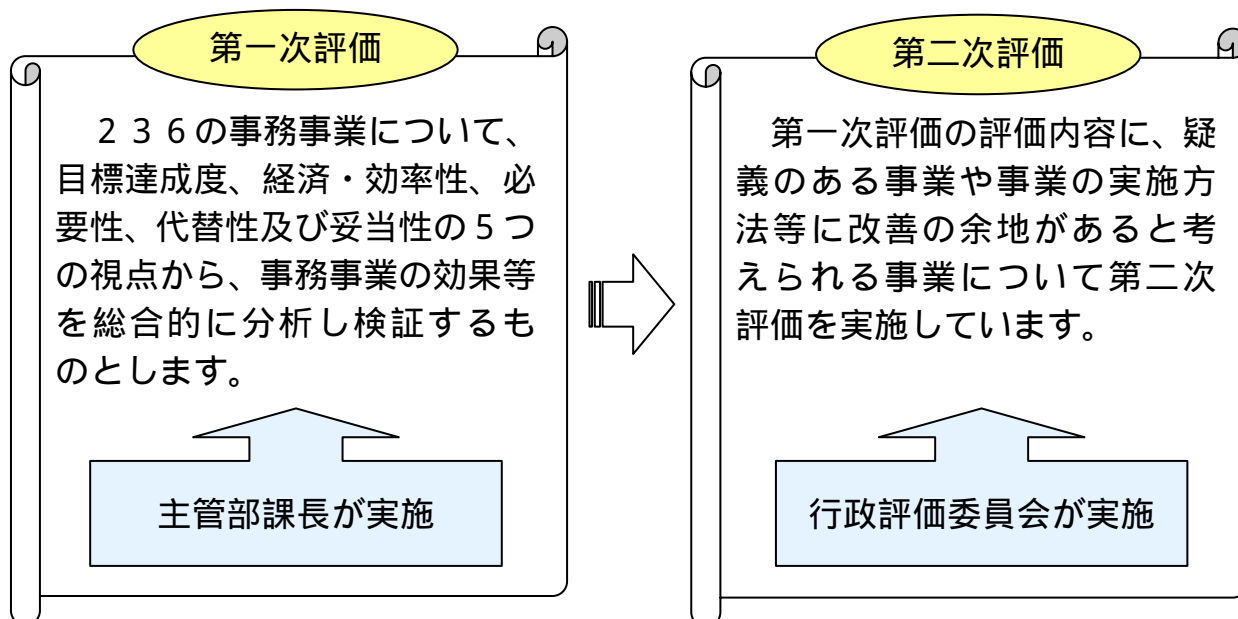 第一次評価
２３６の事務事業について、
目標達成度、経済・効率性、必
要性、代替性及び妥当性の５つ
の視点から、事務事業の効果等
を総合的に分析し検証するも
のとします。
主管部課長が実施
第二次評価
第一次評価の評価内容に、疑
義のある事業や事業の実施方
法等に改善の余地があると考
えられる事業について第二次
評価を実施しています。
行政評価委員会が実施